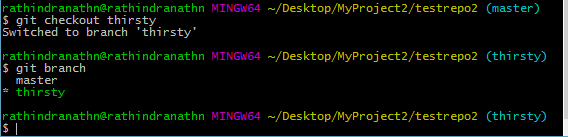 rathindranathn@rathindranathn MINGW64 ~/Desktop/MyProject2/testrepo2 (master)
$ git checkout thirsty
Switched to branch 'thirsty'
rathindranathn@rathindranathn MINGW64 ~/Desktop/MyProject2/testrepo2 (thirsty)
$ git branch
  master
* thirsty
rathindranathn@rathindranathn MINGW64 ~/Desktop/MyProject2/testrepo2 (thirsty)
$